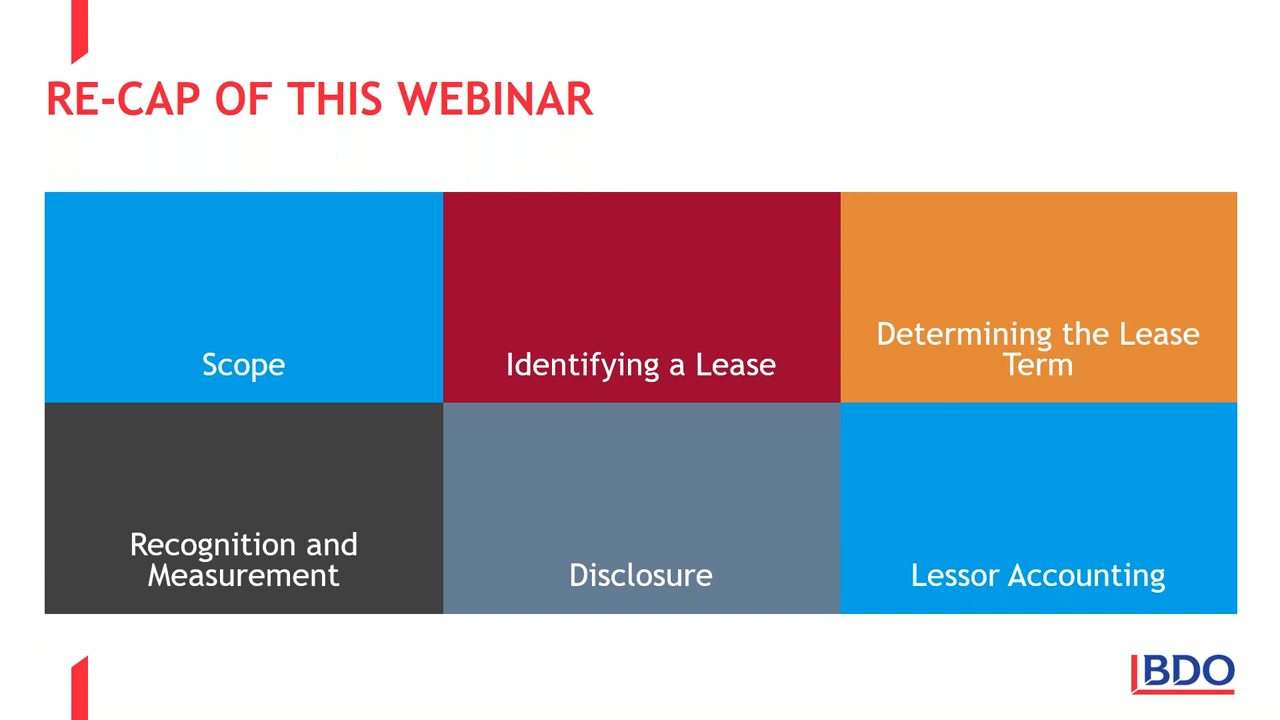 RE-CAP OF THIS WEBINAR
Scope
Identifying a Lease
Determining the Lease
Term
Recognition and
Measurement
Disclosure
Lessor Accounting
BDO